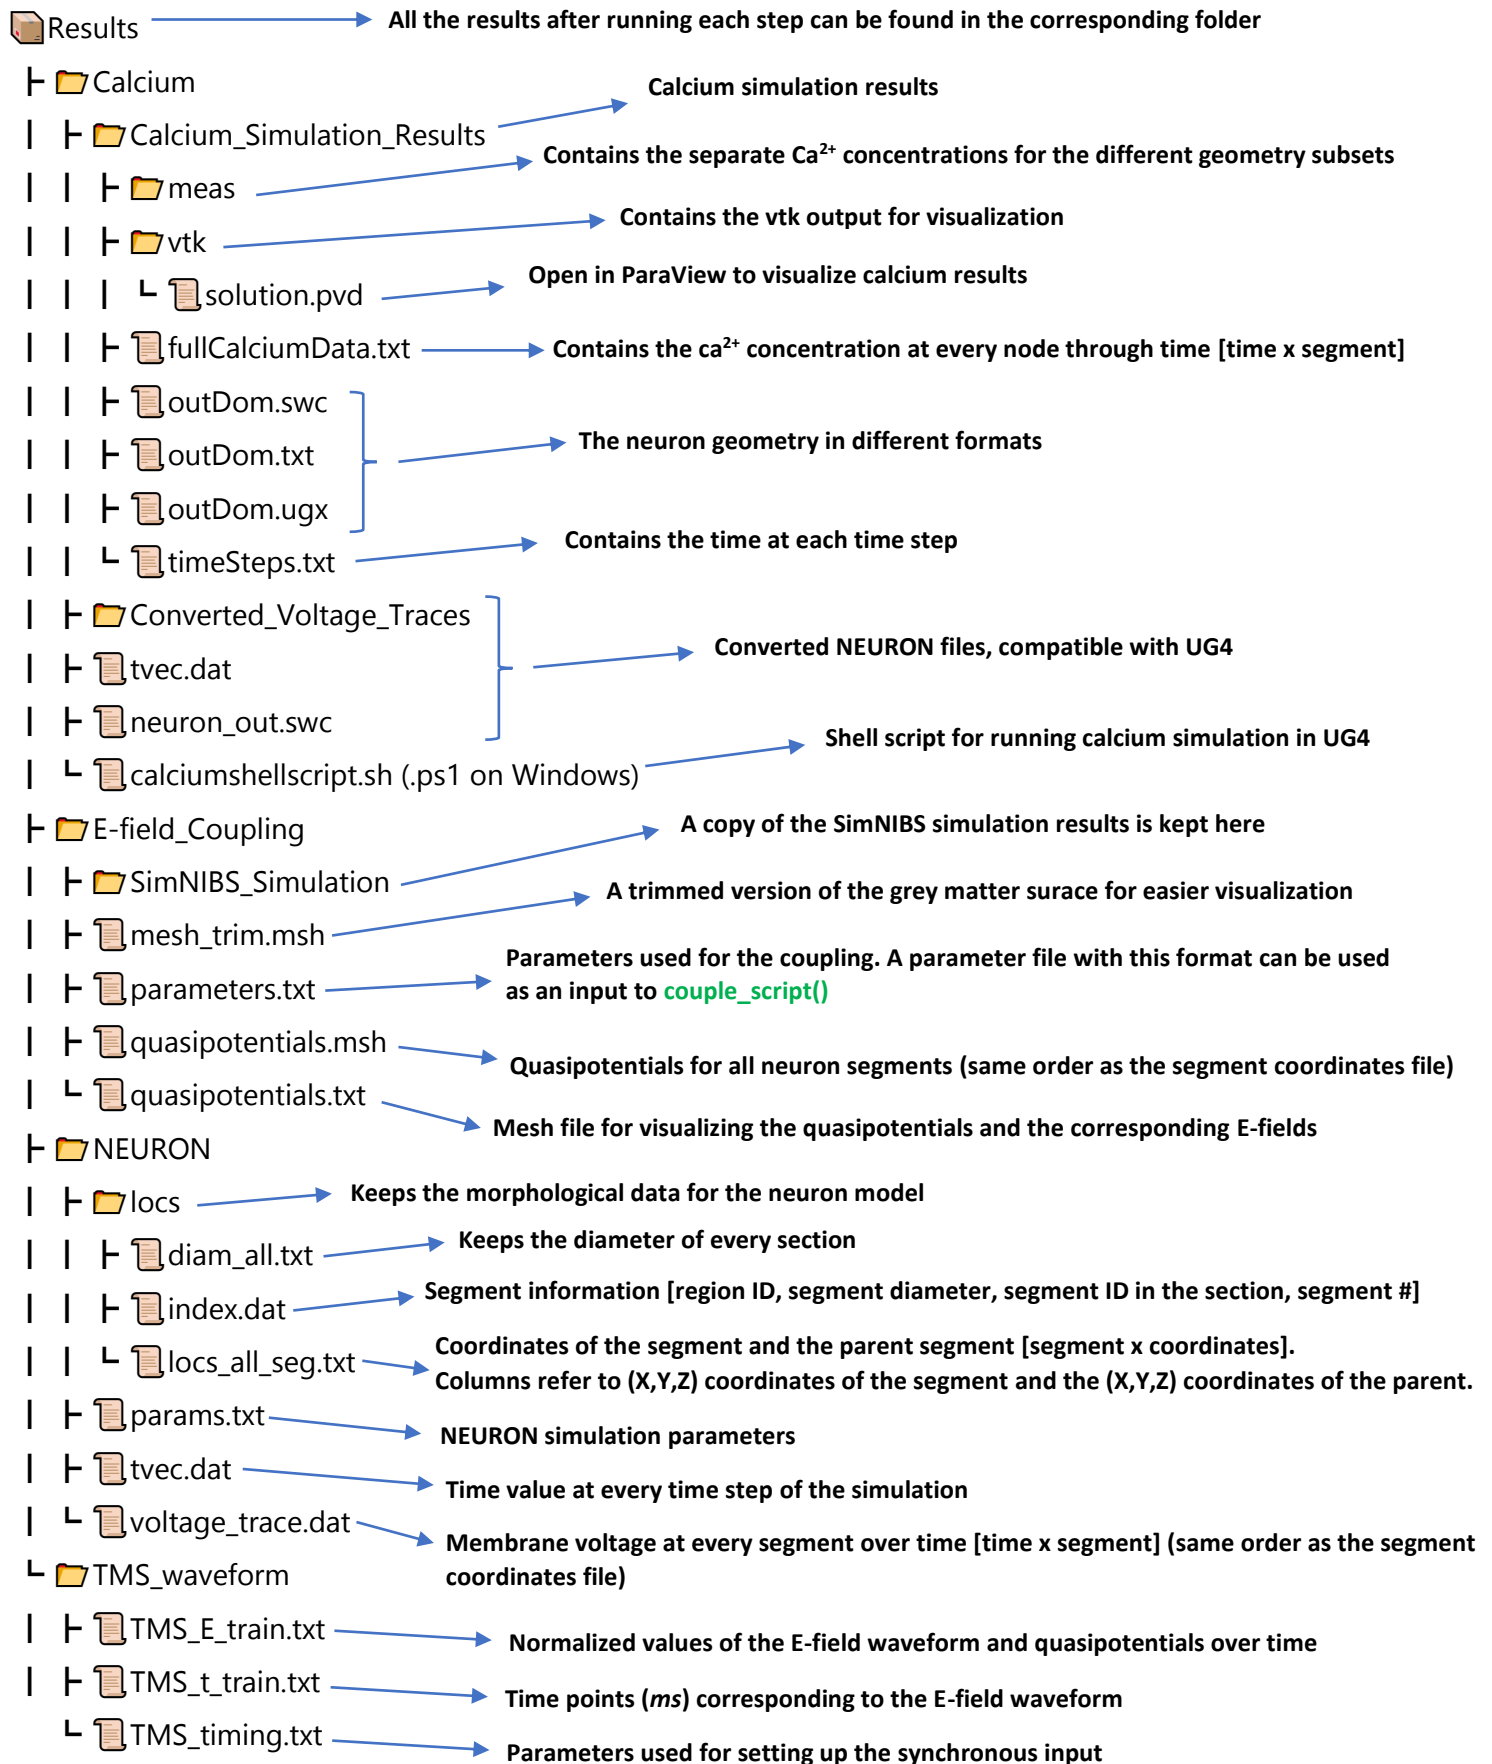 Results All the results after running each step can be found in the corresponding folder
Calcium
Calcium simulation results
Calcium_Simulation_Results
Contains the separate Ca²⁺ concentrations for the different geometry subsets
meas
Contains the vtk output for visualization
vtk
Open in ParaView to visualize calcium results
solution.pvd
fullCalciumData.txt Contains the ca²⁺ concentration at every node through time [time x segment]
outDom.swc
The neuron geometry in different formats
outDom.txt
outDom.ugx
Contains the time at each time step
timeSteps.txt
Converted_Voltage_Traces
Converted NEURON files, compatible with UG4
tvec.dat
neuron_out.swc
Shell script for running calcium simulation in UG4
calciumshellscript.sh (.ps1 on Windows)
E-field_Coupling A copy of the SimNIBS simulation results is kept here
SimNIBS_Simulation
A trimmed version of the grey matter surace for easier visualization
mesh_trim.msh
Parameters used for the coupling. A parameter file with this format can be used
as an input to couple_script()
parameters.txt
quasipotentials.msh
Quasipotentials for all neuron segments (same order as the segment coordinates file)
quasipotentials.txt
Mesh file for visualizing the quasipotentials and the corresponding E-fields
NEURON
locs Keeps the morphological data for the neuron model
Keeps the diameter of every section
diam_all.txt
Segment information [region ID, segment diameter, segment ID in the section, segment #]
index.dat
Coordinates of the segment and the parent segment [segment x coordinates].
locs_all_seg.txt
Columns refer to (X,Y,Z) coordinates of the segment and the (X,Y,Z) coordinates of the parent.
params.txt
NEURON simulation parameters
tvec.dat
Time value at every time step of the simulation
voltage_trace.dat
Membrane voltage at every segment over time [time x segment] (same order as the segment
coordinates file)
TMS_waveform
TMS_E_train.txt
Normalized values of the E-field waveform and quasipotentials over time
TMS_t_train.txt
Time points (ms) corresponding to the E-field waveform
TMS_timing.txt
Parameters used for setting up the synchronous input